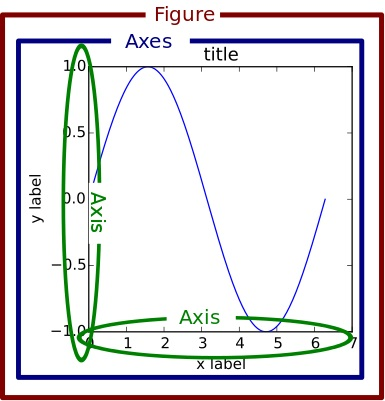 Figure
Axes
title
1.0
0.5
0.0
−0.5
−1.0
y label
Axis
Axis
0 1 2 3 4 5 6 7
x label